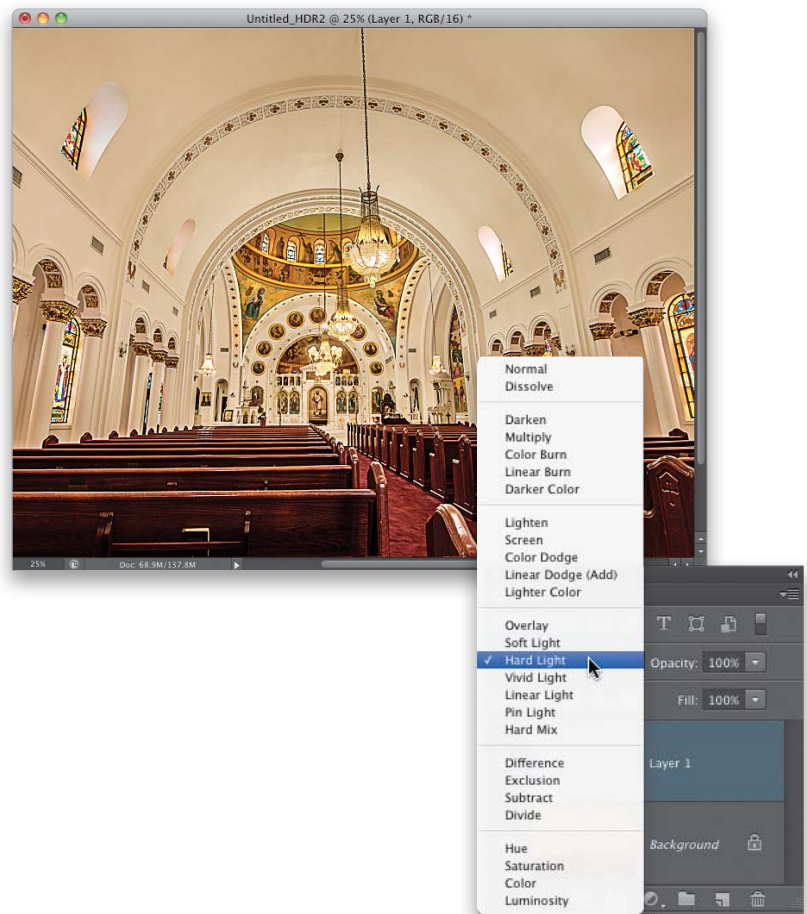 Untitled_HDR2 @ 25% (Layer 1, RGB/16) *
25%
Doc: 68.9M/137.8M
Normal
Dissolve
Darken
Multiply
Color Burn
Linear Burn
Darker Color
Lighten
Screen
Color Dodge
Linear Dodge (Add)
Lighter Color
Overlay
Soft Light
Hard Light
Vivid Light
Linear Light
Pin Light
Hard Mix
Difference
Exclusion
Subtract
Divide
Hue
Saturation
Color
Luminosity
T
Opacity: 100%
Fill: 100%
Layer 1
Background